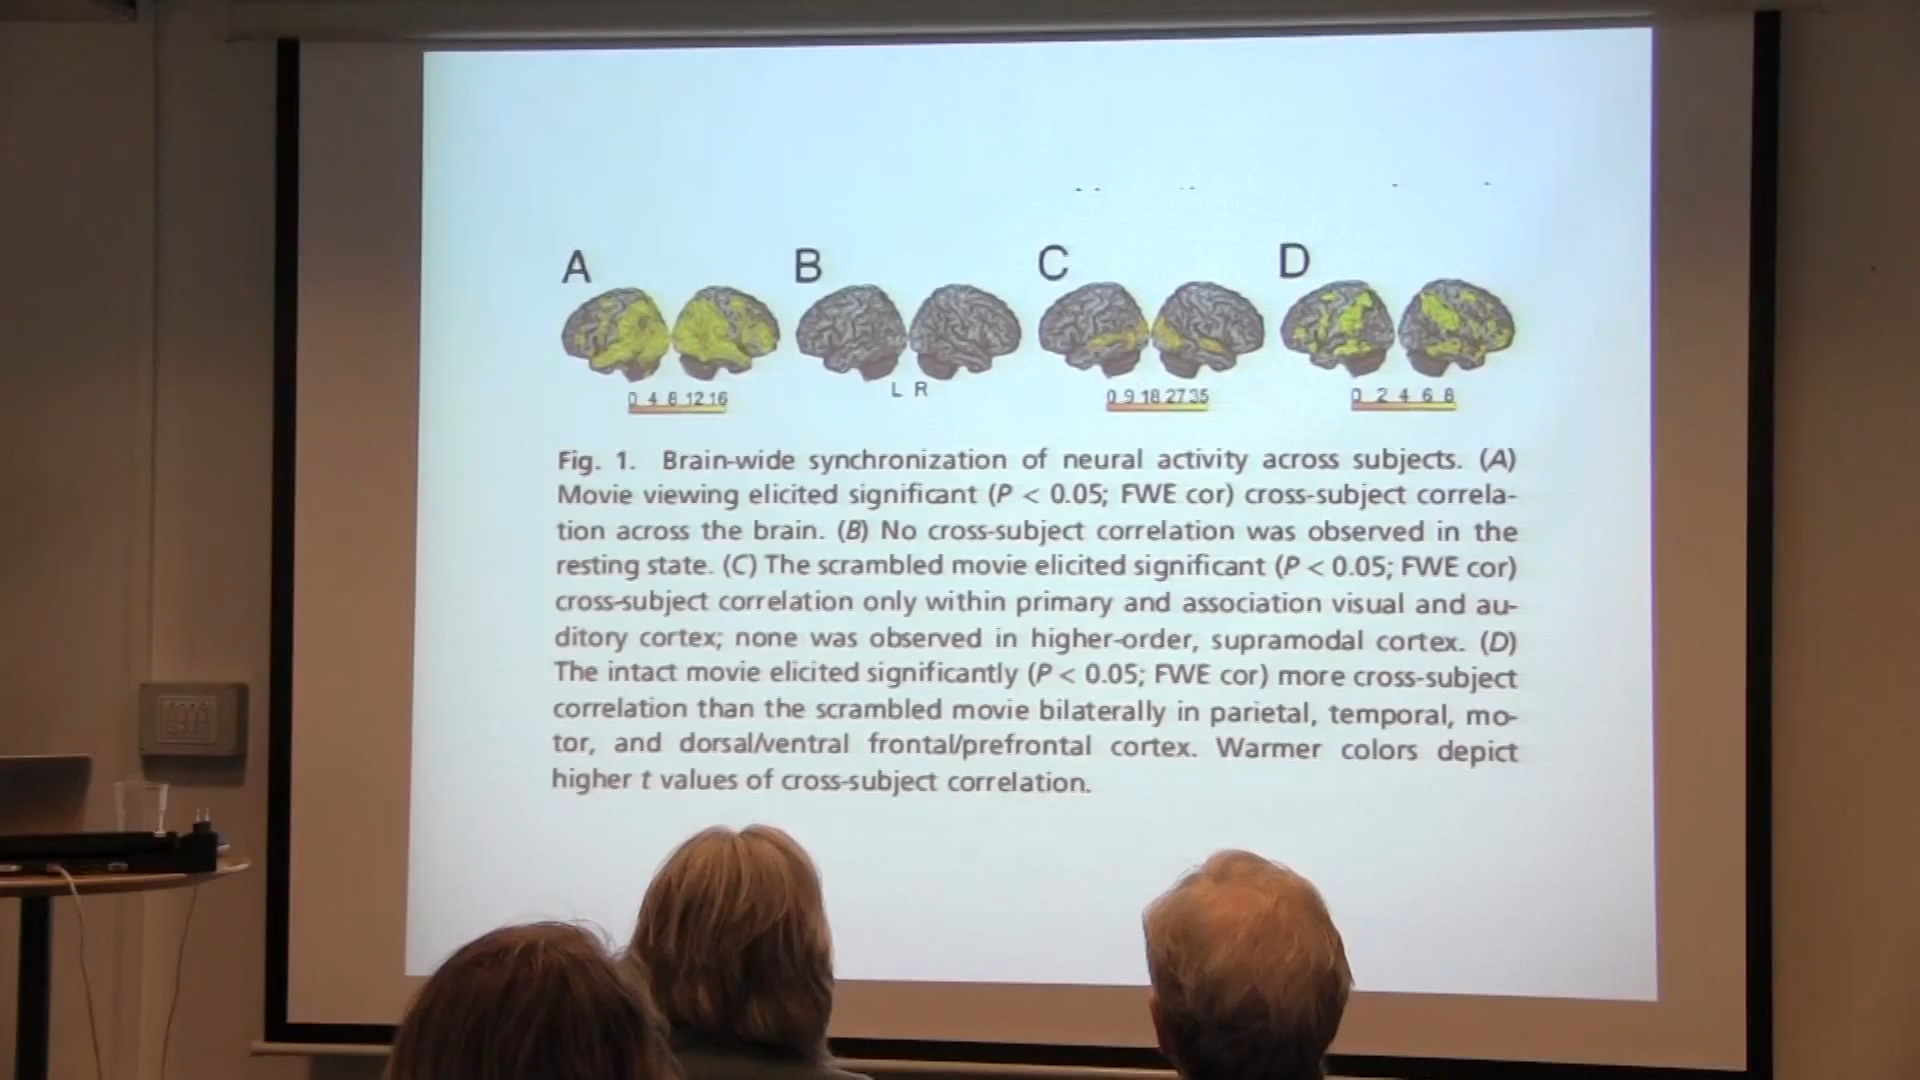 A B C D
L R
0 4 8 12 16
0 9 18 27 35
0 2 4 6 8
Fig. 1. Brain-wide synchronization of neural activity across subjects. (A)
Movie viewing elicited significant (P < 0.05; FWE cor) cross-subject correla-
tion across the brain. (B) No cross-subject correlation was observed in the
resting state. (C) The scrambled movie elicited significant (P < 0.05; FWE cor)
cross-subject correlation only within primary and association visual and au-
ditory cortex; none was observed in higher-order, supramodal cortex. (D)
The intact movie elicited significantly (P < 0.05; FWE cor) more cross-subject
correlation than the scrambled movie bilaterally in parietal, temporal, mo-
tor, and dorsal/ventral frontal/prefrontal cortex. Warmer colors depict
higher t values of cross-subject correlation.